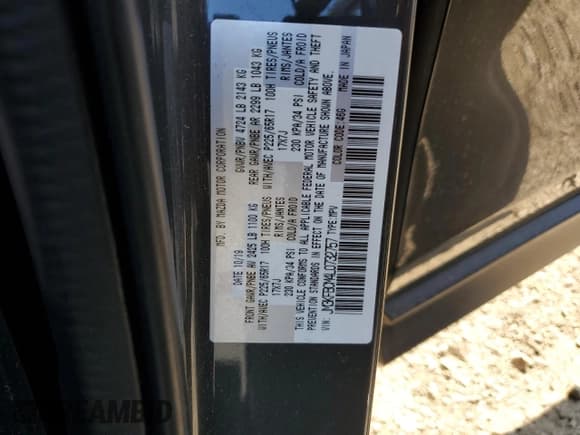 MFD. BY MAZDA MOTOR CORPORATION
DATE: 10/19 GVWR/PNBV 4724 LB 2143 KG
FRONT GAWR/PNBE AV 2425 LB 1100 KG REAR GAWR/PNBE AR 2299 LB 1043 KG
WITH/AVEC P225/65R17 100H TIRES/PNEUS WITH/AVEC P225/65R17 100H TIRES/PNEUS
17X7J RIMS/JANTES 17X7J RIMS/JANTES
230 KPA/34 PSI COLD/A FROID 230 KPA/34 PSI COLD/A FROID
THIS VEHICLE CONFORMS TO ALL APPLICABLE FEDERAL MOTOR VEHICLE SAFETY AND THEFT
PREVENTION STANDARDS IN EFFECT ON THE DATE OF MANUFACTURE SHOWN ABOVE.
COLOR CODE:46G MADE IN JAPAN
VIN: JM3KFBCM4L0732757 TYPE:MPV